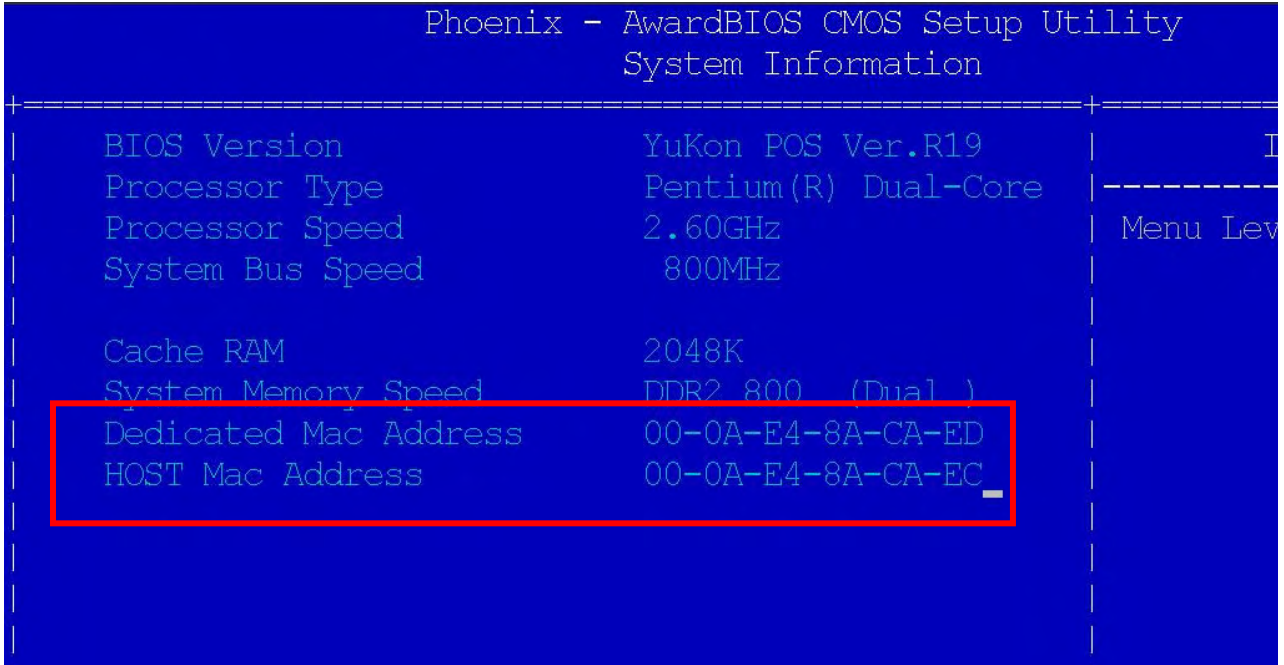 Phoenix - AwardBIOS CMOS Setup Utility
System Information
BIOS Version YuKon POS Ver.R19
Processor Type Pentium(R) Dual-Core
Processor Speed 2.60GHz
Menu Lev
System Bus Speed 800MHz
Cache RAM 2048K
System Memory Speed DDR2 800 (Dual )
Dedicated Mac Address 00-0A-E4-8A-CA-ED
HOST Mac Address 00-0A-E4-8A-CA-EC